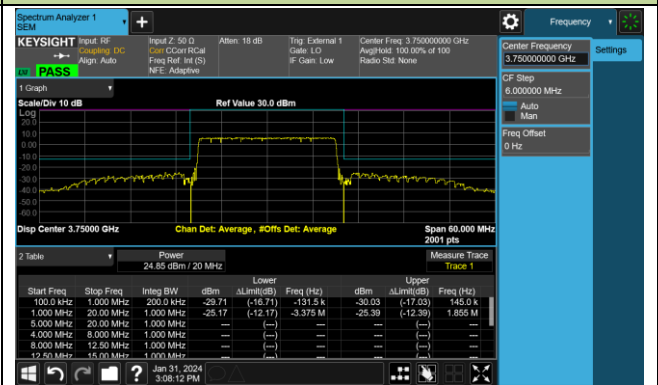 Spectrum Analyzer 1
SEM
+
Frequency
KEYSIGHT
Input: RF
Coupling: DC
Align: Auto
Input Z: 50 Ω
Corr CCorr RCal
Freq Ref: Int (S)
NFE: Adaptive
Atten: 18 dB
Trig: External 1
Gate: LO
IF Gain: Low
Center Freq: 3.750000000 GHz
Avg|Hold: 100.00% of 100
Radio Std: None
PASS
Center Frequency
3.750000000 GHz
Settings
CF Step
6.000000 MHz
Auto
Man
Freq Offset
0 Hz
1 Graph
Scale/Div 10 dB
Ref Value 30.0 dBm
Log
20.0
10.0
0.00
-10.0
-20.0
-30.0
-40.0
-50.0
-60.0
Disp Center 3.75000 GHz
Chan Det: Average, #Offs Det: Average
Span 60.000 MHz
2001 pts
2 Table
Power
24.85 dBm / 20 MHz
Measure Trace
Trace 1
Lower Upper
Start Freq Stop Freq Integ BW dBm ΔLimit(dB) Freq (Hz) dBm ΔLimit(dB) Freq (Hz)
100.0 kHz 1.000 MHz 200.0 kHz -29.71 (-16.71) -131.5 k -30.03 (-17.03) 145.0 k
1.000 MHz 20.00 MHz 1.000 MHz -25.17 (-12.17) -3.375 M -25.39 (-12.39) 1.855 M
5.000 MHz 20.00 MHz 1.000 MHz --- (---) --- --- (---) ---
4.000 MHz 8.000 MHz 1.000 MHz --- (---) --- --- (---) ---
8.000 MHz 12.50 MHz 1.000 MHz --- (---) --- --- (---) ---
12.50 MHz 15.00 MHz 1.000 MHz --- (---) --- --- (---) ---
?
Jan 31, 2024
3:08:12 PM